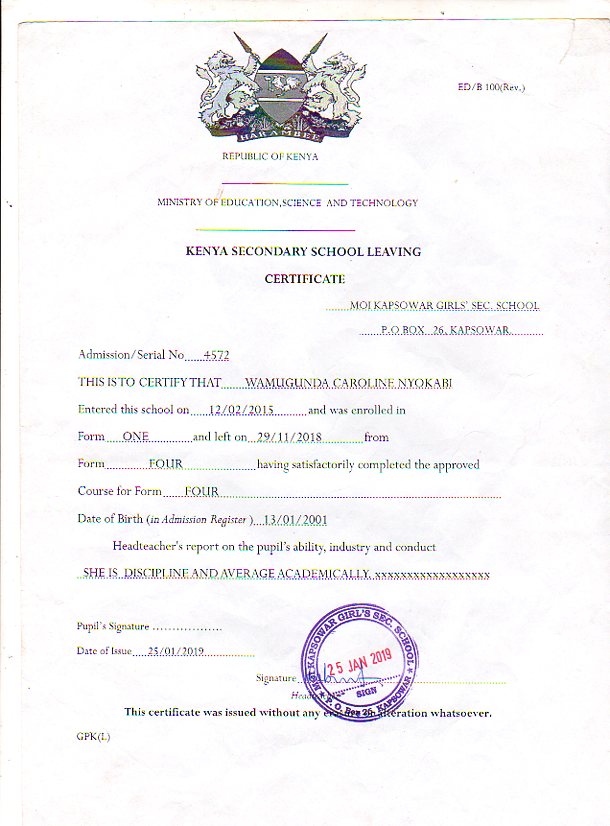 HARAMBEE
ED/B 100(Rev.)
REPUBLIC OF KENYA
MINISTRY OF EDUCATION,SCIENCE AND TECHNOLOGY
KENYA SECONDARY SCHOOL LEAVING
CERTIFICATE
MOI KAPSOWAR GIRLS' SEC. SCHOOL
P.O BOX 26, KAPSOWAR
Admission/Serial No 4572
THIS IS TO CERTIFY THAT WAMUGUNDA CAROLINE NYOKABI
Entered this school on 12/02/2015 and was enrolled in
Form ONE and left on 29/11/2018 from
Form FOUR having satisfactorily completed the approved
Course for Form FOUR
Date of Birth (in Admission Register ) 13/01/2001
Headteacher's report on the pupil's ability, industry and conduct
SHE IS DISCIPLINE AND AVERAGE ACADEMICALLY. xxxxxxxxxxxxxxxxxxx
Pupil's Signature ..................
Date of Issue 25/01/2019
MOI KAPSOWAR GIRL'S SEC. SCHOOL
25 JAN 2019
SIGN
P. O. Box 26, KAPSOWAR
Signature
This certificate was issued without any alteration whatsoever.
GPK(L)